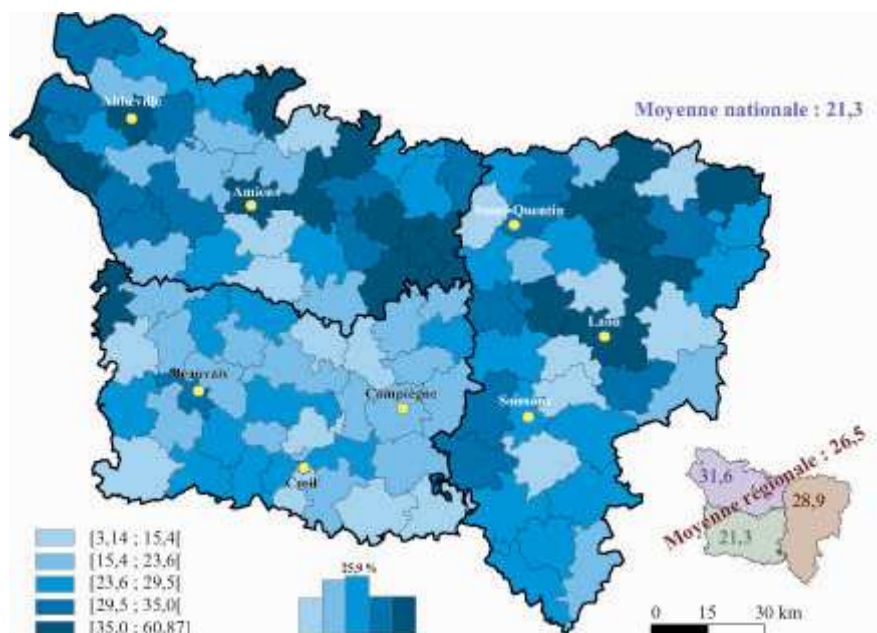 Abbeville
Moyenne nationale : 21,3
Amiens
Saint-Quentin
Laon
Beauvais
Compiègne
Soissons
Creil
Moyenne régionale : 26,5
31,6
28,9
21,3
[3,14 ; 15,4[
[15,4 ; 23,6[
[23,6 ; 29,5[
[29,5 ; 35,0[
[35,0 ; 60,87]
25,9 %
0 15 30 km